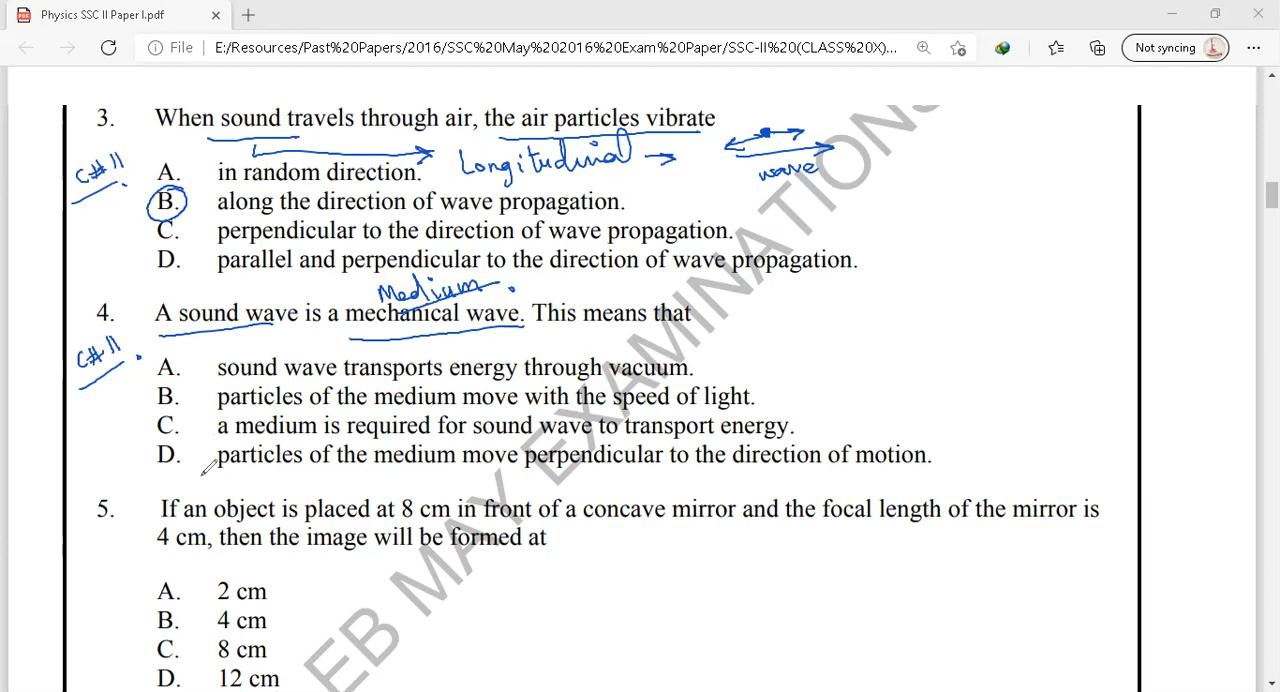 Physics SSC II Paper I.pdf
File E:/Resources/Past%20Papers/2016/SSC%20May%202016%20Exam%20Paper/SSC-II%20(CLASS%20X)... Not syncing
3. When sound travels through air, the air particles vibrate
C#11 Longitudinal wave
A. in random direction.
B. along the direction of wave propagation.
C. perpendicular to the direction of wave propagation.
D. parallel and perpendicular to the direction of wave propagation.
Medium.
4. A sound wave is a mechanical wave. This means that
C#11.
A. sound wave transports energy through vacuum.
B. particles of the medium move with the speed of light.
C. a medium is required for sound wave to transport energy.
D. particles of the medium move perpendicular to the direction of motion.
5. If an object is placed at 8 cm in front of a concave mirror and the focal length of the mirror is
4 cm, then the image will be formed at
A. 2 cm
B. 4 cm
C. 8 cm
D. 12 cm
EB MAY EXAMINATIONS